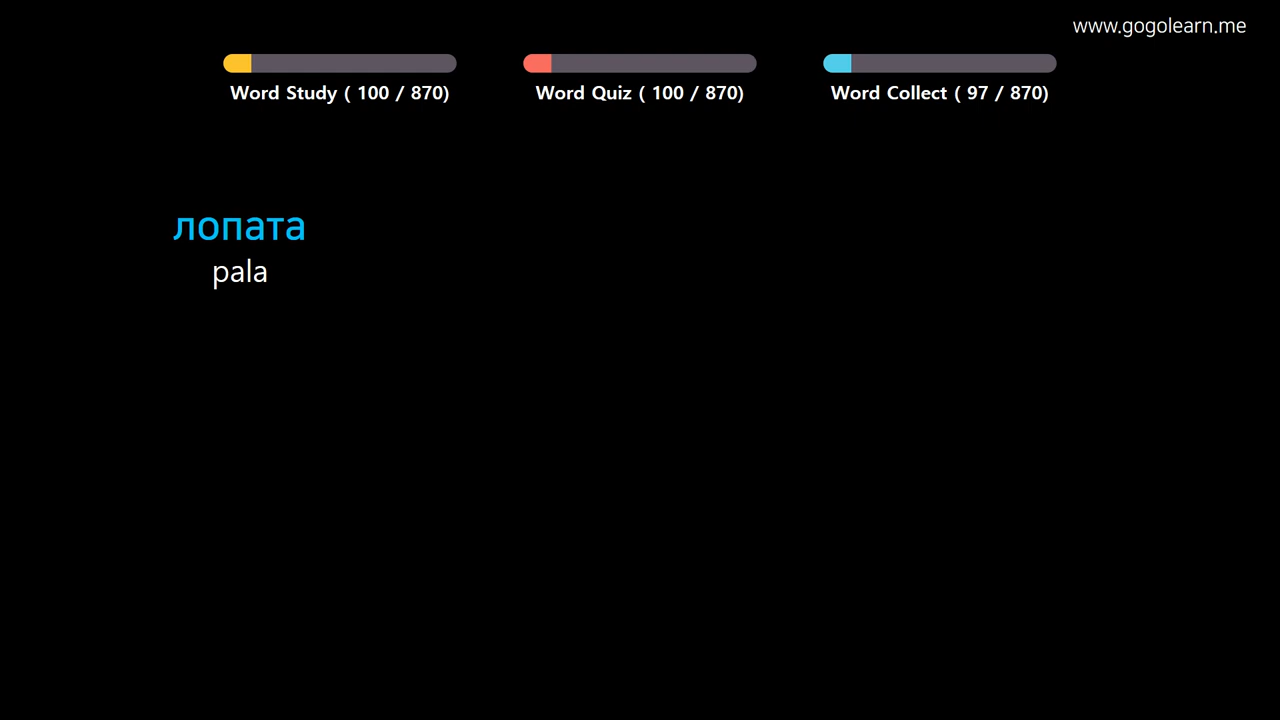 www.gogolearn.me
Word Study ( 100 / 870)
Word Quiz ( 100 / 870)
Word Collect ( 97 / 870)
лопата
pala